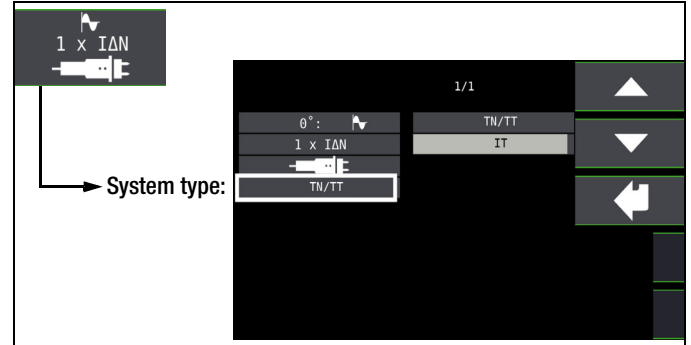 1 x IΔN
1/1
0°:
TN/TT
1 x IΔN
IT
System type:
TN/TT